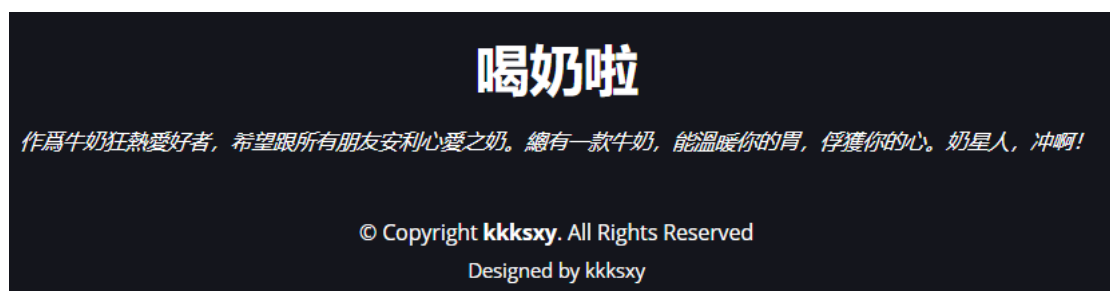 喝奶啦
作爲牛奶狂熱愛好者，希望跟所有朋友安利心愛之奶。總有一款牛奶，能溫暖你的胃，俘獲你的心。奶星人，冲啊！
© Copyright kkksxy. All Rights Reserved
Designed by kkksxy